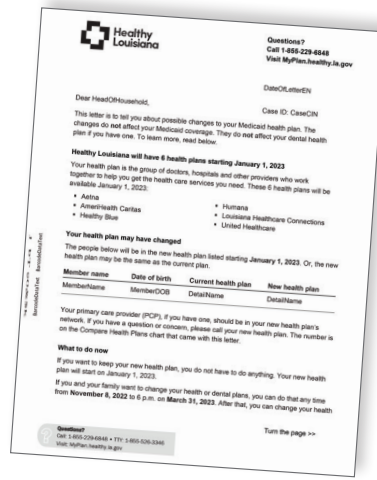 Healthy
Louisiana
Questions?
Call 1-855-229-6848
Visit MyPlan.healthy.la.gov
DateOfLetterEN
Case ID: CaseCIN
Dear HeadOfHousehold,
This letter is to tell you about possible changes to your Medicaid health plan. The
changes do not affect your Medicaid coverage. They do not affect your dental health
plan if you have one. To learn more, read below.
Healthy Louisiana will have 6 health plans starting January 1, 2023
Your health plan is the group of doctors, hospitals and other providers who work
together to help you get the health care services you need. These 6 health plans will be
available January 1, 2023:
• Aetna
• AmeriHealth Caritas
• Healthy Blue
• Humana
• Louisiana Healthcare Connections
• United Healthcare
Your health plan may have changed
The people below will be in the new health plan listed starting January 1, 2023. Or, the new
health plan may be the same as the current plan.
Member name Date of birth Current health plan New health plan
MemberName MemberDOB DetailName DetailName
Your primary care provider (PCP), if you have one, should be in your new health plan's
network. If you have a question or concern, please call your new health plan. The number is
on the Compare Health Plans chart that came with this letter.
What to do now
If you want to keep your new health plan, you do not have to do anything. Your new health
plan will start on January 1, 2023.
If you and your family want to change your health or dental plans, you can do that any time
from November 8, 2022 to 6 p.m. on March 31, 2023. After that, you can change your health
Questions?
Call: 1-855-229-6848 • TTY: 1-855-526-3346
Visit: MyPlan.healthy.la.gov
Turn the page >>
BarcodeDataText
BarcodeDataText